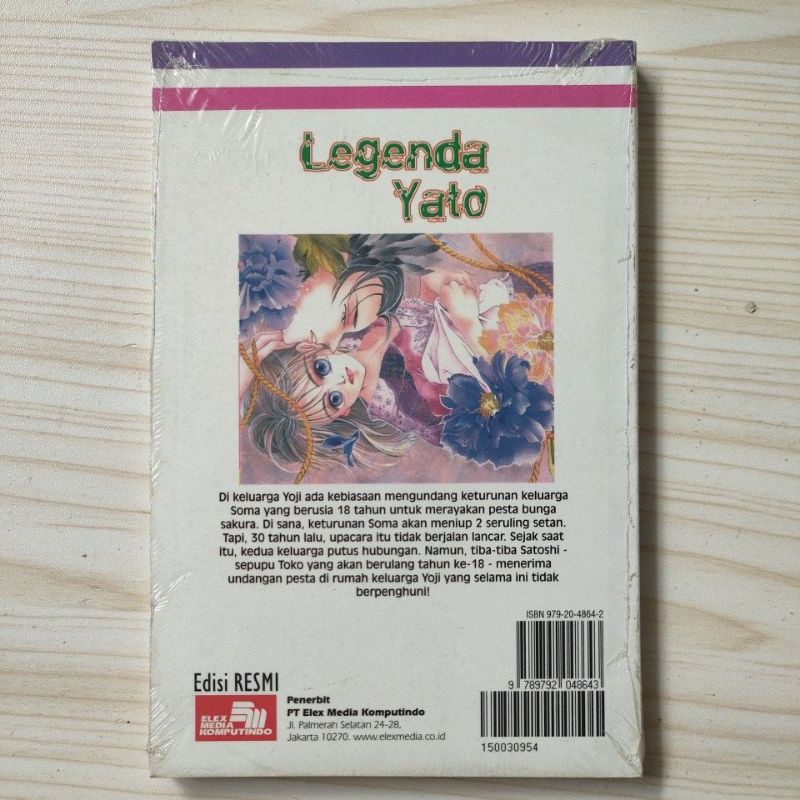 Legenda
Yato
Di keluarga Yoji ada kebiasaan mengundang keturunan keluarga
Soma yang berusia 18 tahun untuk merayakan pesta bunga
sakura. Di sana, keturunan Soma akan meniup 2 seruling setan.
Tapi, 30 tahun lalu, upacara itu tidak berjalan lancar. Sejak saat
itu, kedua keluarga putus hubungan. Namun, tiba-tiba Satoshi -
sepupu Toko yang akan berulang tahun ke-18 - menerima
undangan pesta di rumah keluarga Yoji yang selama ini tidak
berpenghuni!
ISBN 979-20-4864-2
9 789792 048643
Edisi RESMI
ELEX
MEDIA
KOMPUTINDO
Penerbit
PT Elex Media Komputindo
Jl. Palmerah Selatan 24-28,
Jakarta 10270. www.elexmedia.co.id
150030954